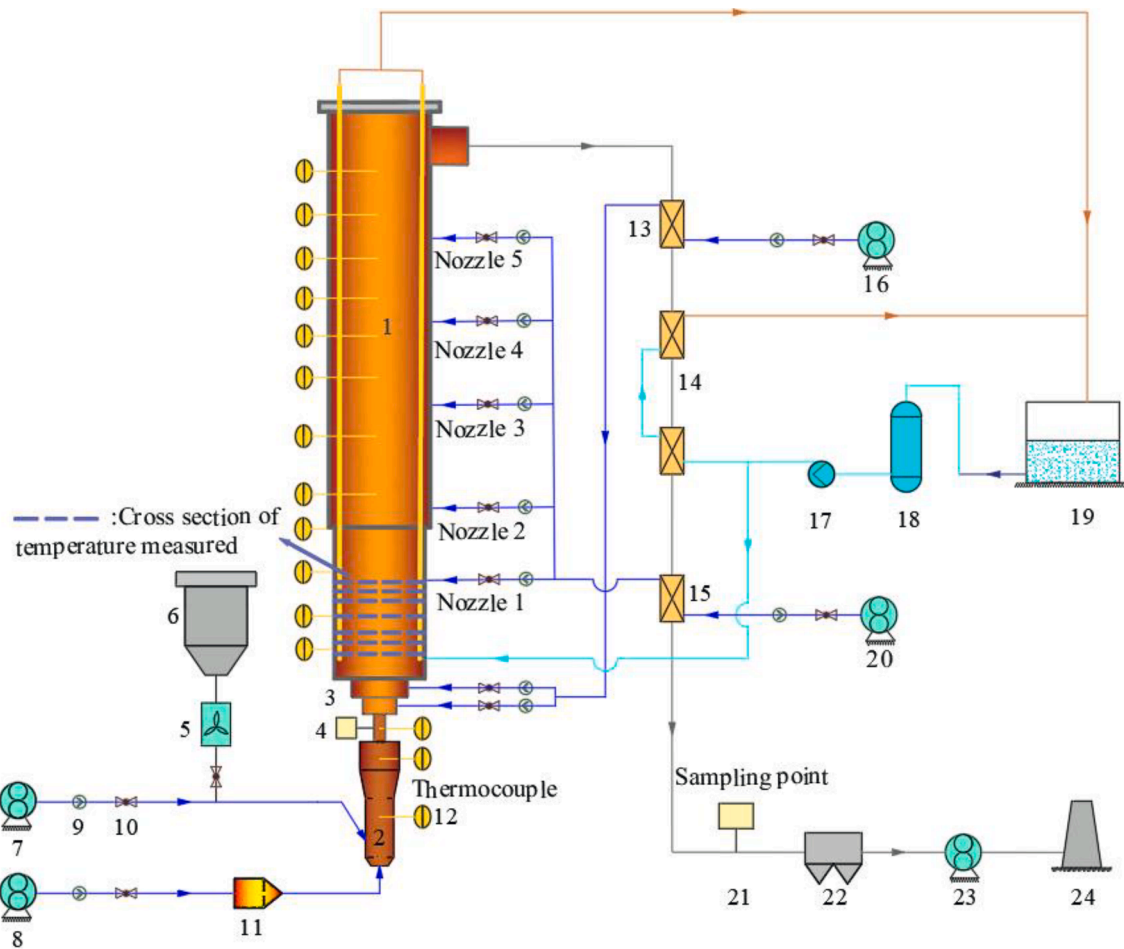 1
13
Nozzle 5
16
Nozzle 4
14
Nozzle 3
:Cross section of
temperature measured
Nozzle 2
17
18
19
6
Nozzle 1
15
20
3
5
4
Sampling point
Thermocouple
12
7
9
10
2
8
11
21
22
23
24